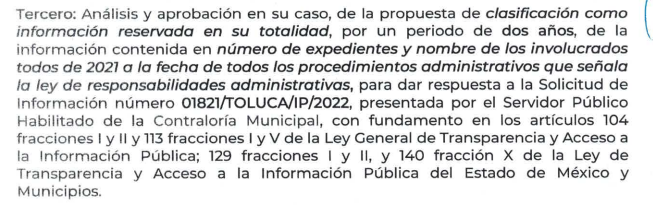 Tercero: Análisis y aprobación en su caso, de la propuesta de clasificación como
información reservada en su totalidad, por un periodo de dos años, de la
información contenida en número de expedientes y nombre de los involucrados
todos de 2021 a la fecha de todos los procedimientos administrativos que señala
la ley de responsabilidades administrativas, para dar respuesta a la Solicitud de
Información número 01821/TOLUCA/IP/2022, presentada por el Servidor Público
Habilitado de la Contraloría Municipal, con fundamento en los artículos 104
fracciones I y II y 113 fracciones I y V de la Ley General de Transparencia y Acceso a
la Información Pública; 129 fracciones I y II, y 140 fracción X de la Ley de
Transparencia y Acceso a la Información Pública del Estado de México y
Municipios.